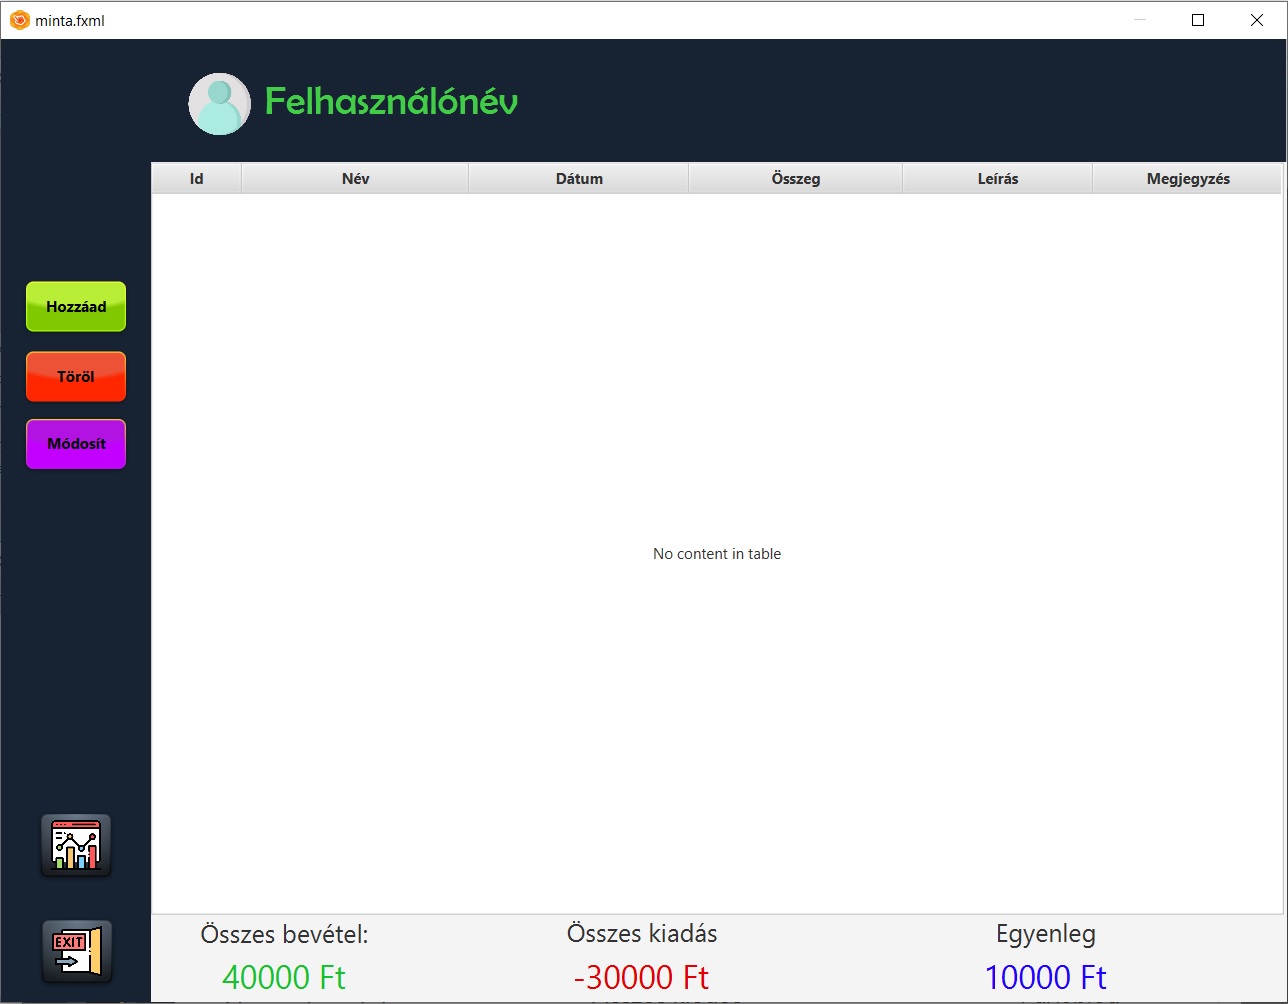 minta.fxml
Felhasználónév
Id Név Dátum Összeg Leírás Megjegyzés
Hozzáad
Töröl
Módosít
No content in table
EXIT
Összes bevétel: Összes kiadás Egyenleg
40000 Ft -30000 Ft 10000 Ft